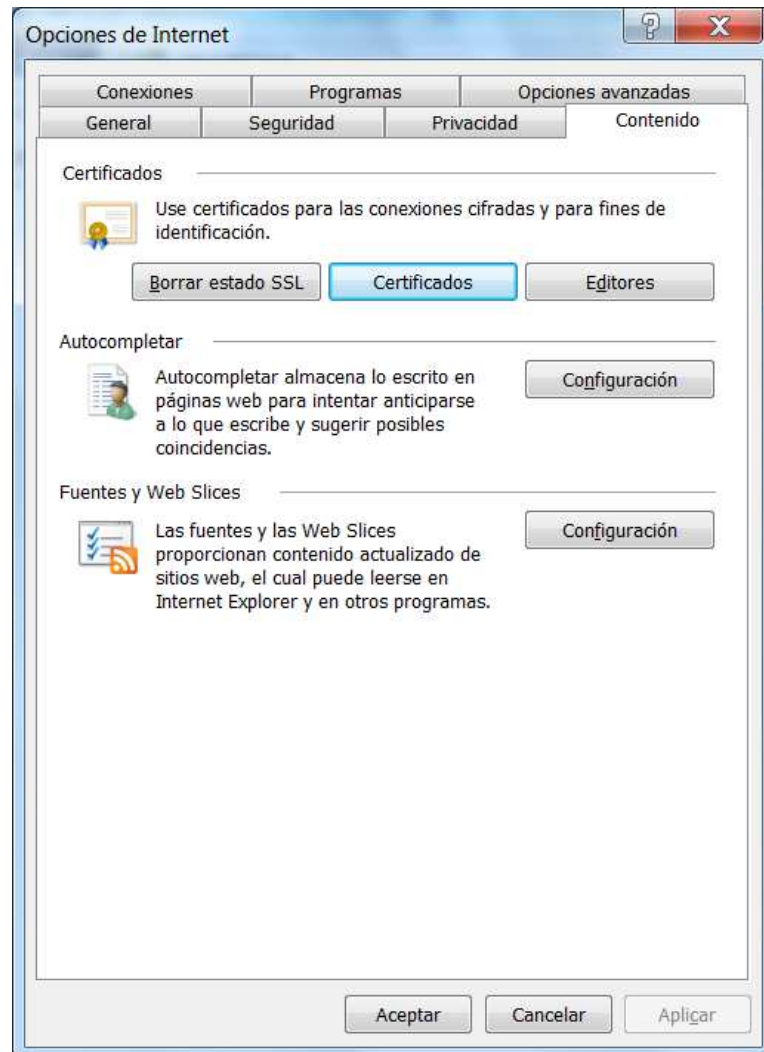 Opciones de Internet
Conexiones Programas Opciones avanzadas
General Seguridad Privacidad Contenido
Certificados
Use certificados para las conexiones cifradas y para fines de
identificación.
Borrar estado SSL Certificados Editores
Autocompletar
Autocompletar almacena lo escrito en
páginas web para intentar anticiparse
a lo que escribe y sugerir posibles
coincidencias.
Configuración
Fuentes y Web Slices
Las fuentes y las Web Slices
proporcionan contenido actualizado de
sitios web, el cual puede leerse en
Internet Explorer y en otros programas.
Configuración
Aceptar Cancelar Aplicar